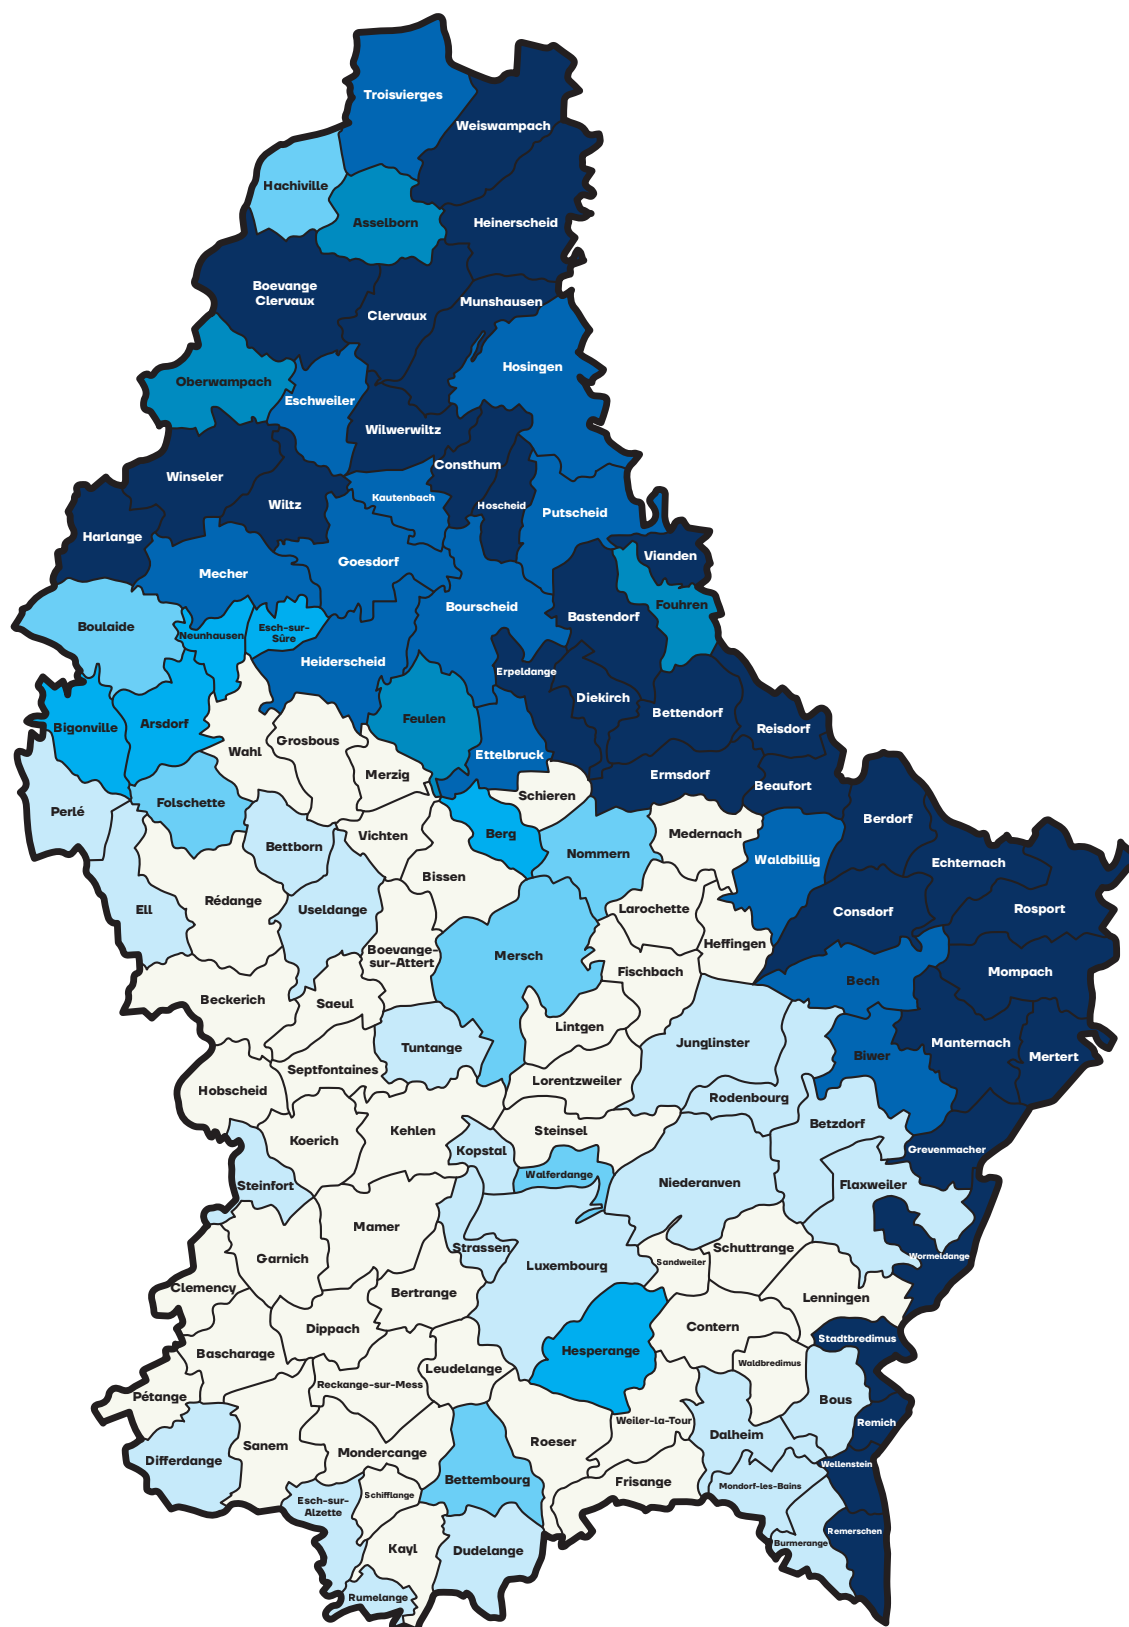 Troisvierges
Weiswampach
Hachiville
Asselborn
Heinerscheid
Boevange
Clervaux
Munshausen
Clervaux
Hosingen
Oberwampach
Eschweiler
Wilwerwiltz
Consthum
Winseler
Kautenbach
Wiltz
Hoscheid
Putscheid
Harlange
Vianden
Goesdorf
Mecher
Fouhren
Bourscheid
Bastendorf
Boulaide
Neunhausen
Esch-sur-
Sûre
Heiderscheid
Erpeldange
Diekirch
Bettendorf
Feulen
Arsdorf
Bigonville
Reisdorf
Grosbous
Wahl
Ettelbruck
Merzig
Ermsdorf
Beaufort
Schieren
Folschette
Perlé
Berdorf
Vichten
Berg
Medernach
Bettborn
Nommern
Waldbillig
Echternach
Bissen
Rédange
Ell
Useldange
Larochette
Consdorf
Rosport
Heffingen
Boevange-
sur-Attert
Mersch
Fischbach
Mompach
Bech
Beckerich
Saeul
Lintgen
Junglinster
Manternach
Tuntange
Biwer
Mertert
Septfontaines
Lorentzweiler
Hobscheid
Rodenbourg
Betzdorf
Koerich
Kehlen
Steinsel
Kopstal
Grevenmacher
Walferdange
Steinfort
Niederanven
Flaxweiler
Mamer
Strassen
Schuttrange
Wormeldange
Garnich
Sandweiler
Luxembourg
Clemency
Bertrange
Lenningen
Dippach
Contern
Stadtbredimus
Bascharage
Hesperange
Waldbredimus
Leudelange
Reckange-sur-Mess
Pétange
Bous
Weiler-la-Tour
Remich
Dalheim
Sanem
Roeser
Mondercange
Differdange
Wellenstein
Bettembourg
Frisange
Mondorf-les-Bains
Schifflange
Esch-sur-
Alzette
Remerschen
Burmerange
Kayl
Dudelange
Rumelange